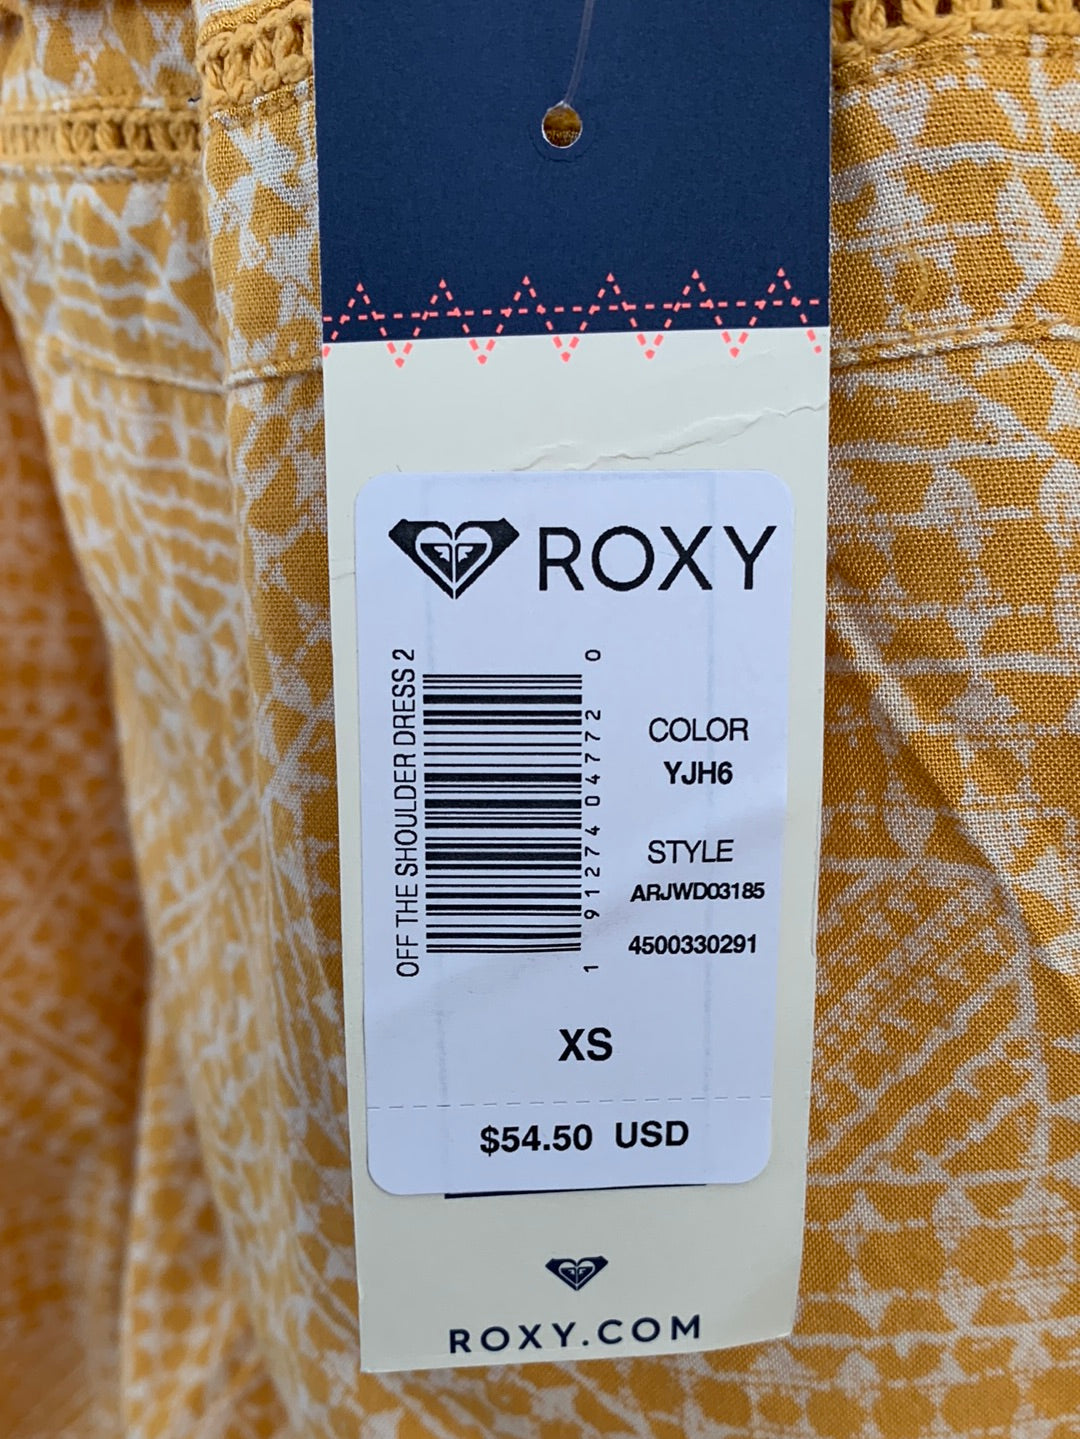 ROXY
OFF THE SHOULDER DRESS 2
1 91274 04772 0
COLOR
YJH6
STYLE
ARJWD03185
4500330291
XS
$54.50 USD
ROXY.COM